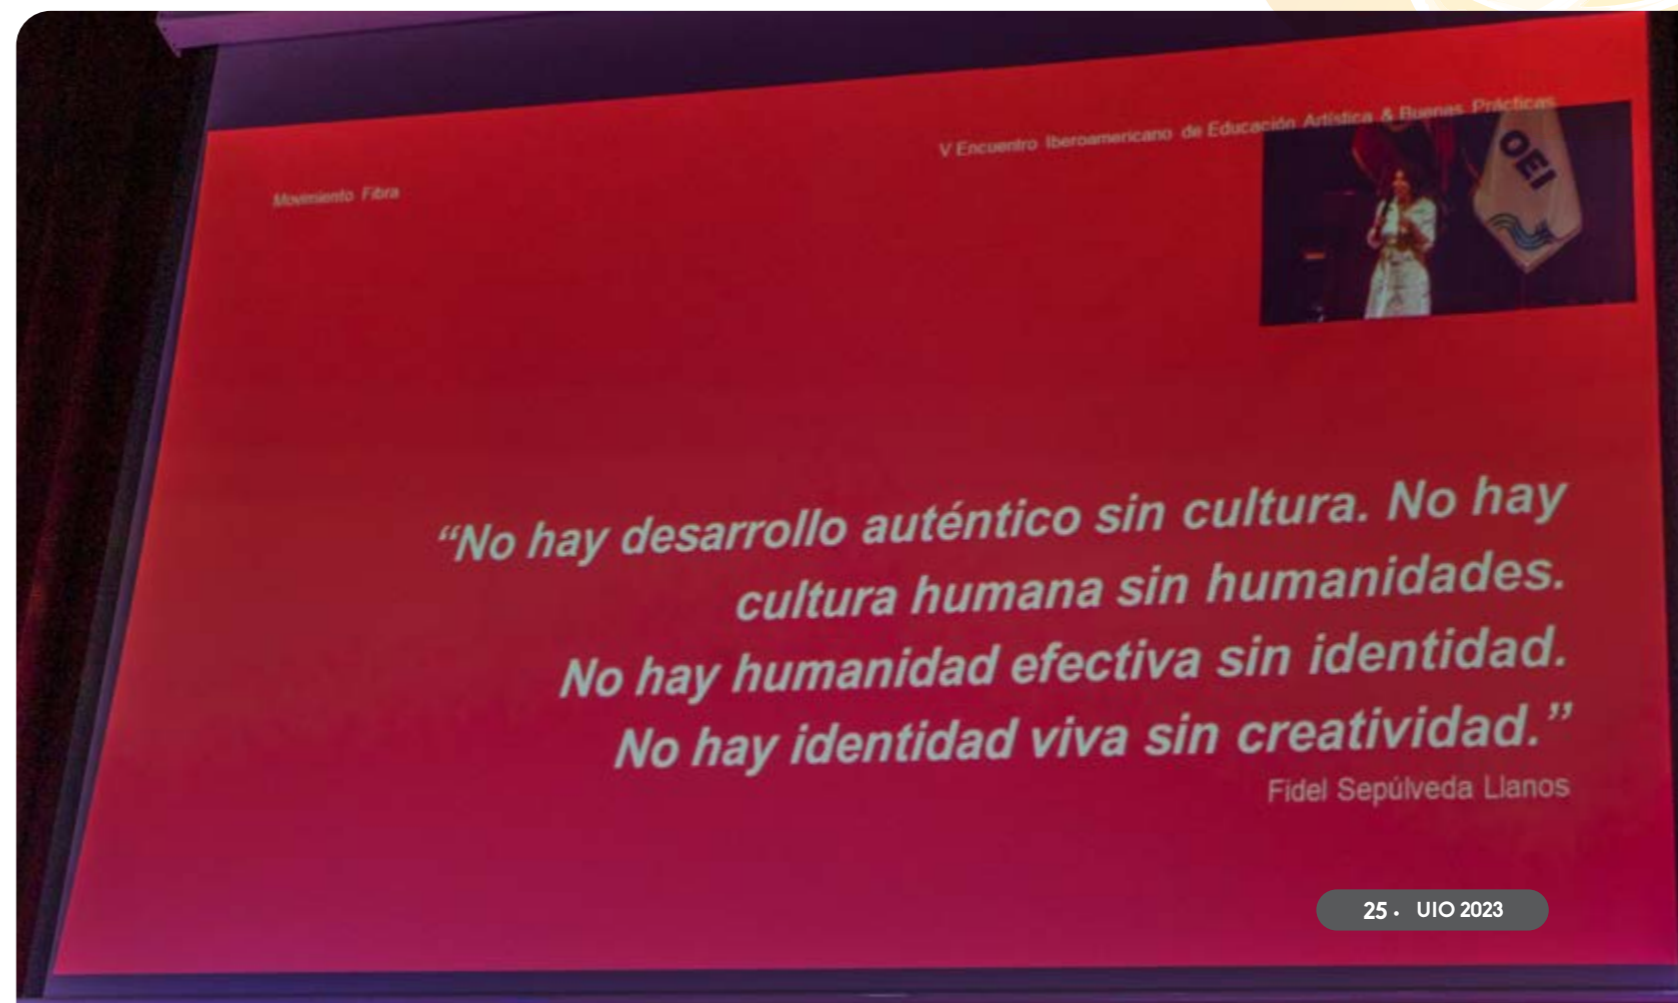 V Encuentro Iberoamericano de Educación Artística & Buenas Prácticas
Movimiento Fibra
OEI
“No hay desarrollo auténtico sin cultura. No hay
cultura humana sin humanidades.
No hay humanidad efectiva sin identidad.
No hay identidad viva sin creatividad.”
Fidel Sepúlveda Llanos
25 • UIO 2023